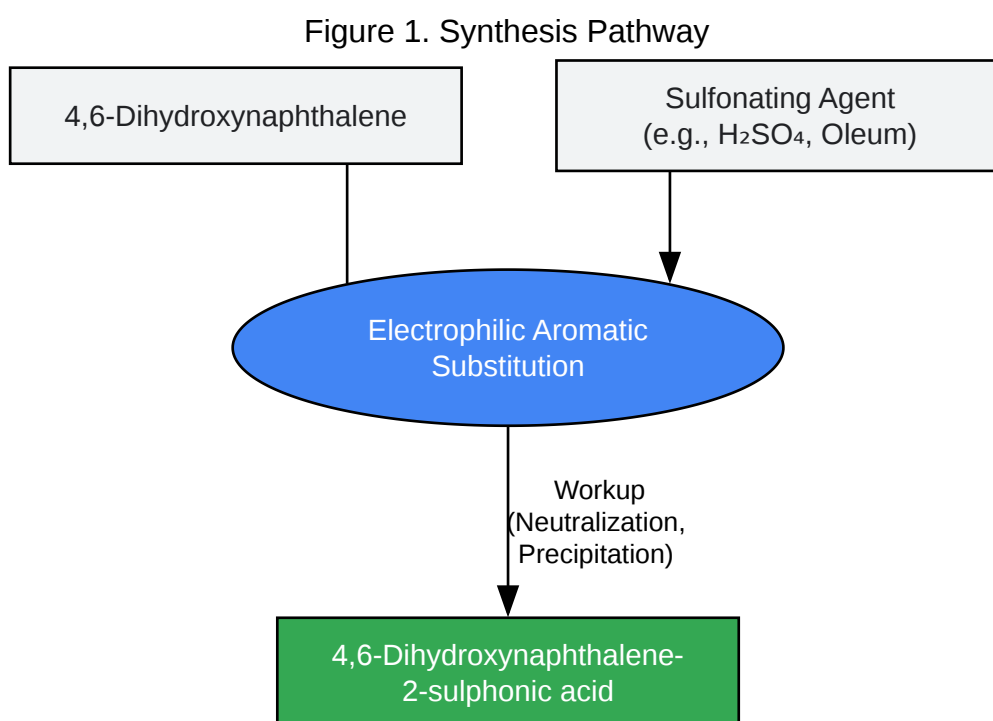 Figure 1. Synthesis Pathway
4,6-Dihydroxynaphthalene
Sulfonating Agent
(e.g., H₂SO₄, Oleum)
Electrophilic Aromatic
Substitution
Workup
(Neutralization,
Precipitation)
4,6-Dihydroxynaphthalene-
2-sulphonic acid